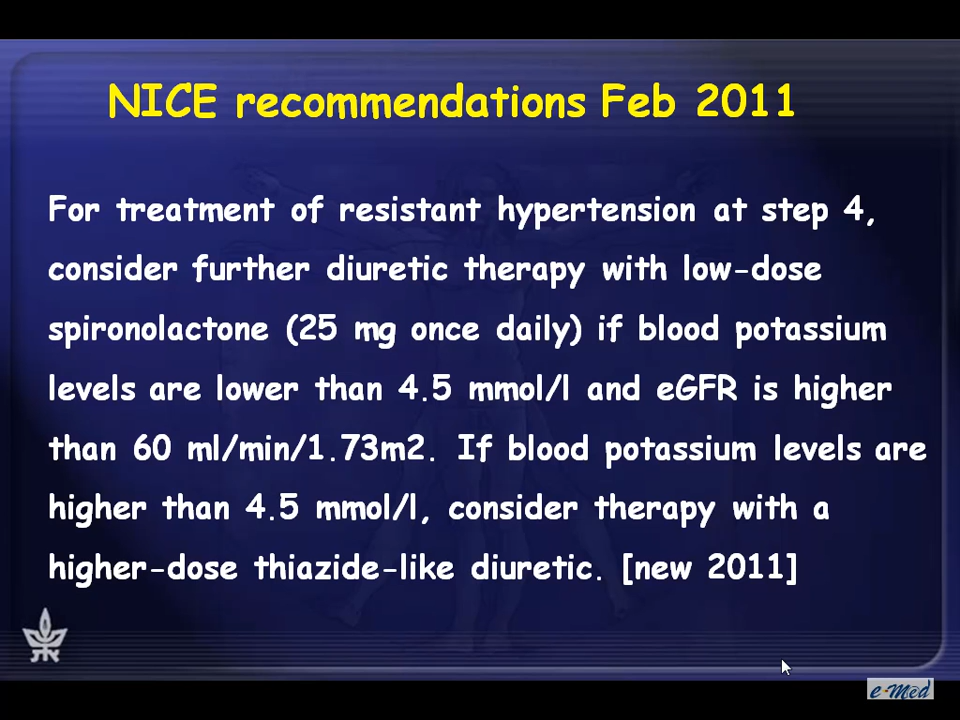 NICE recommendations Feb 2011
For treatment of resistant hypertension at step 4,
consider further diuretic therapy with low-dose
spironolactone (25 mg once daily) if blood potassium
levels are lower than 4.5 mmol/l and eGFR is higher
than 60 ml/min/1.73m2. If blood potassium levels are
higher than 4.5 mmol/l, consider therapy with a
higher-dose thiazide-like diuretic. [new 2011]
את
e-Med